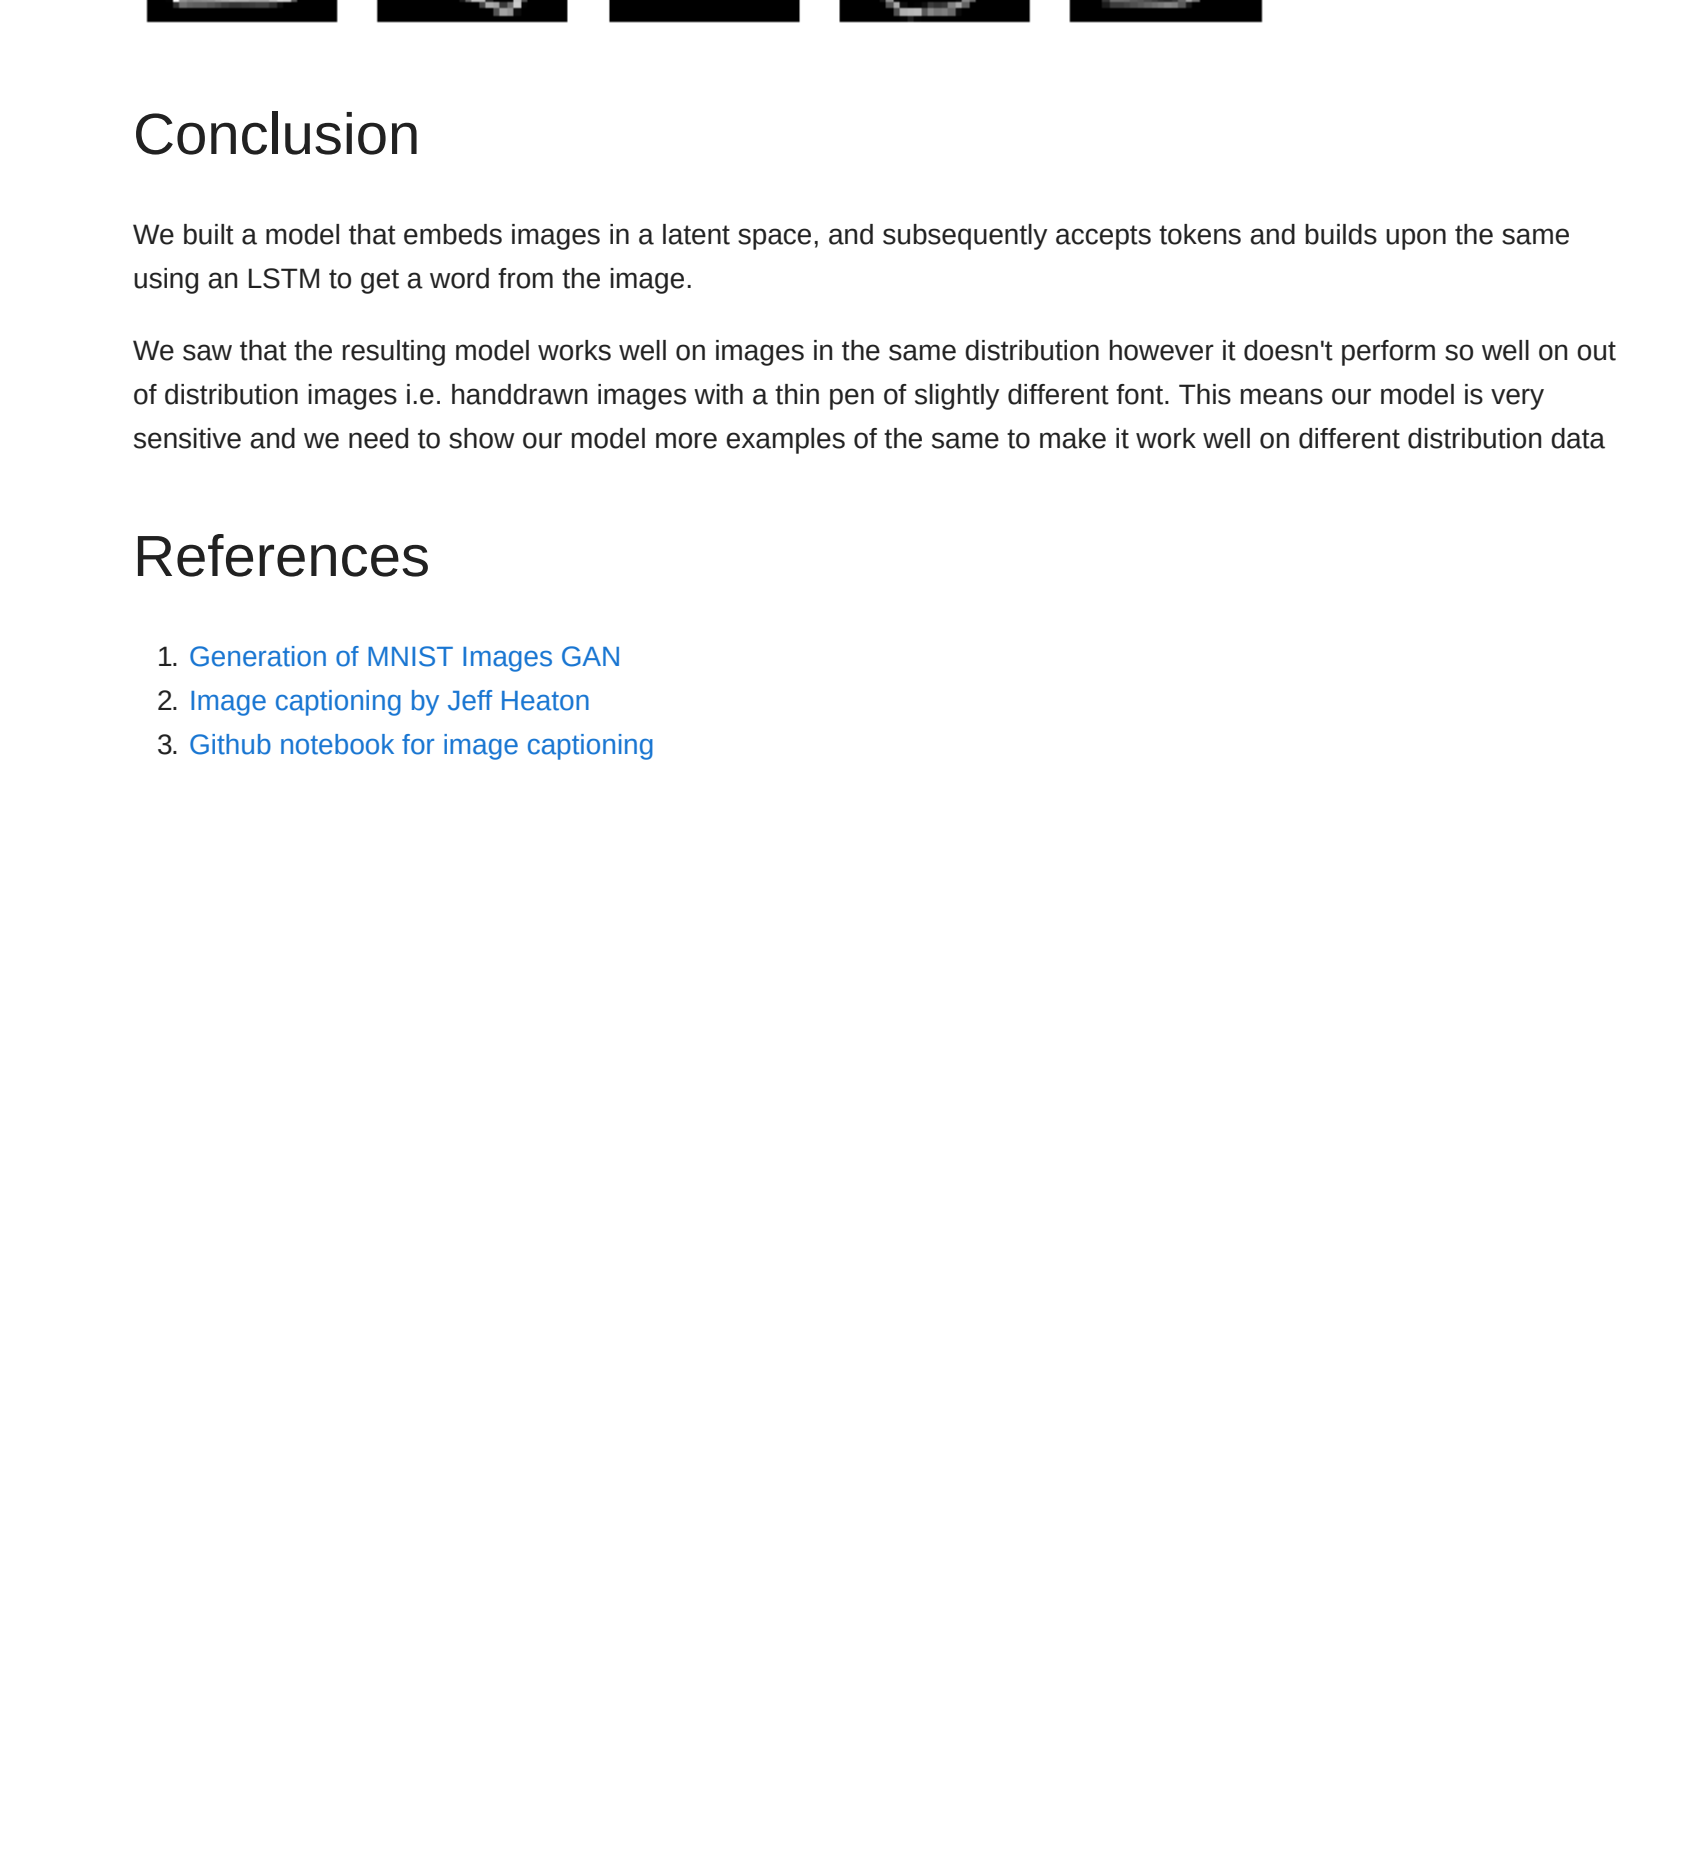 Conclusion
We built a model that embeds images in a latent space, and subsequently accepts tokens and builds upon the same
using an LSTM to get a word from the image.
We saw that the resulting model works well on images in the same distribution however it doesn't perform so well on out
of distribution images i.e. handdrawn images with a thin pen of slightly different font. This means our model is very
sensitive and we need to show our model more examples of the same to make it work well on different distribution data
References
1. Generation of MNIST Images GAN
2. Image captioning by Jeff Heaton
3. Github notebook for image captioning